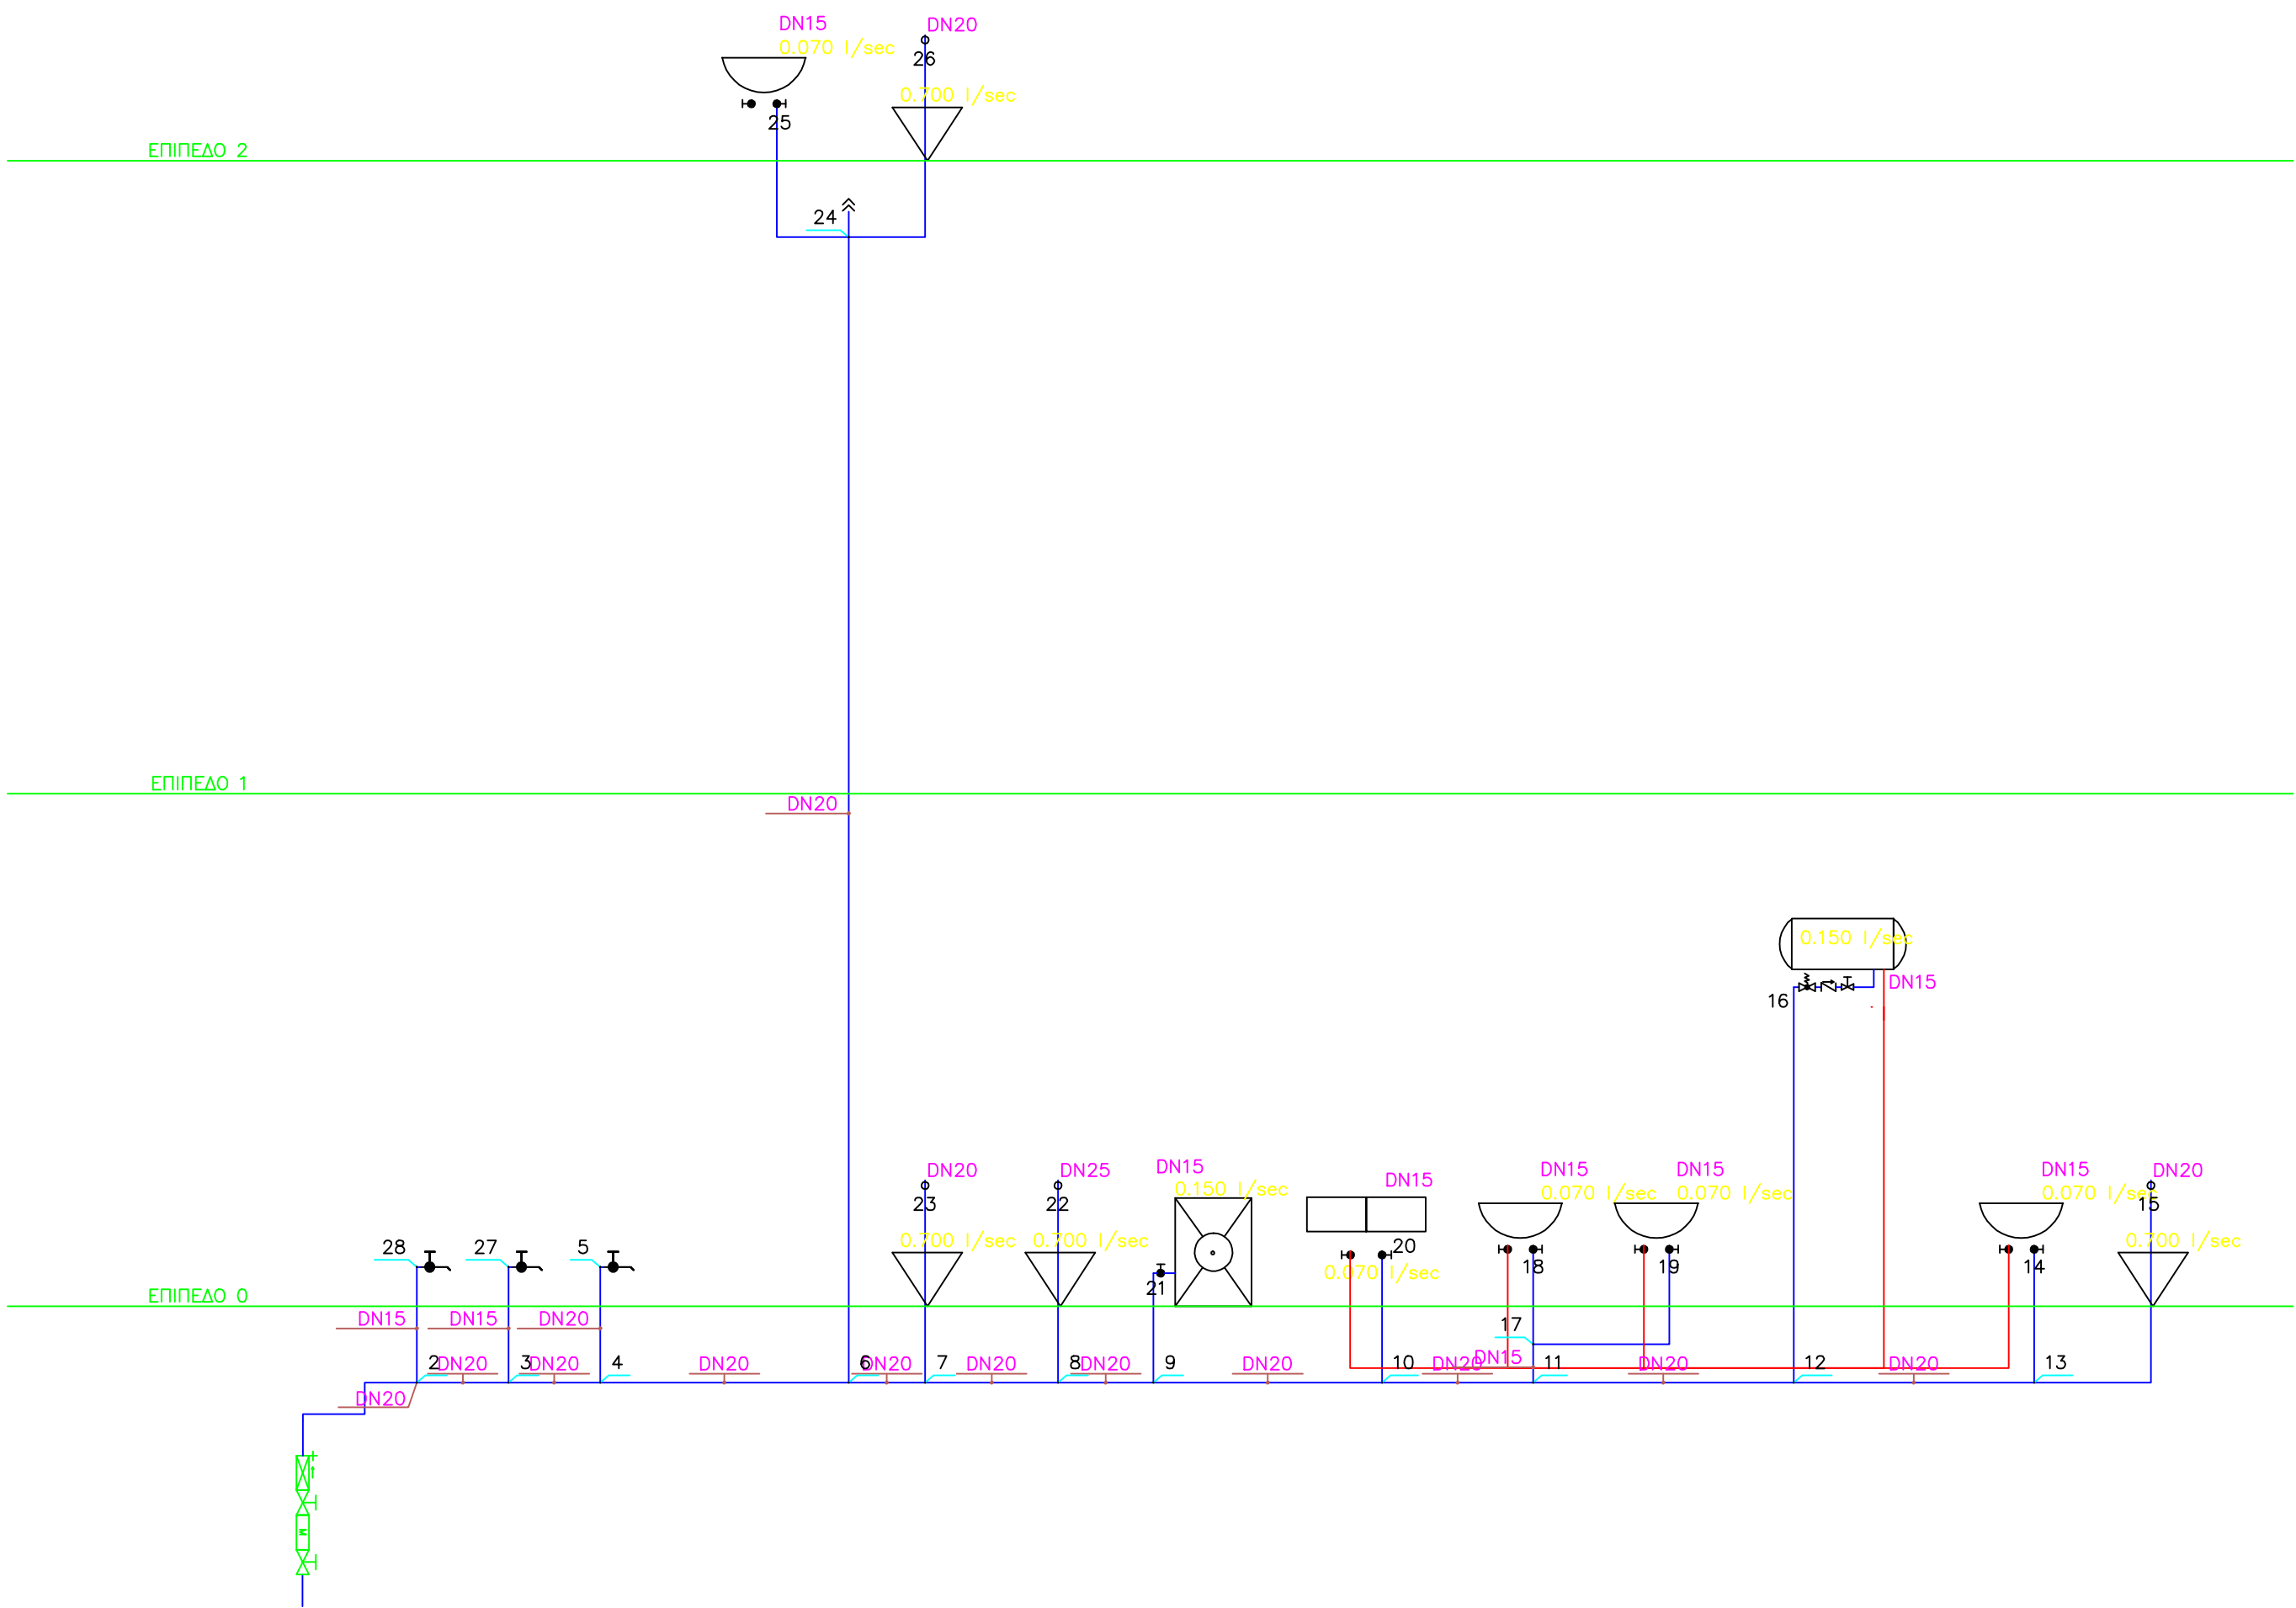 DN15
DN20
0.070 l/sec
26
0.700 l/sec
25
ΕΠΙΠΕΔΟ 2
24
ΕΠΙΠΕΔΟ 1
DN20
0.150 l/sec
DN15
16
DN20
DN25
DN15
DN15
DN15
DN15
DN15
DN20
0.150 l/sec
0.070 l/sec
0.070 l/sec
0.070 l/sec
23
22
15
0.700 l/sec
0.700 l/sec
0.700 l/sec
28
27
5
20
0.070 l/sec
18
19
14
21
ΕΠΙΠΕΔΟ 0
DN15
DN15
DN20
17
DN15
2
DN20
3
DN20
4
DN20
6
DN20
7
DN20
8
DN20
9
DN20
10
DN20
11
DN20
12
DN20
13
DN20
M